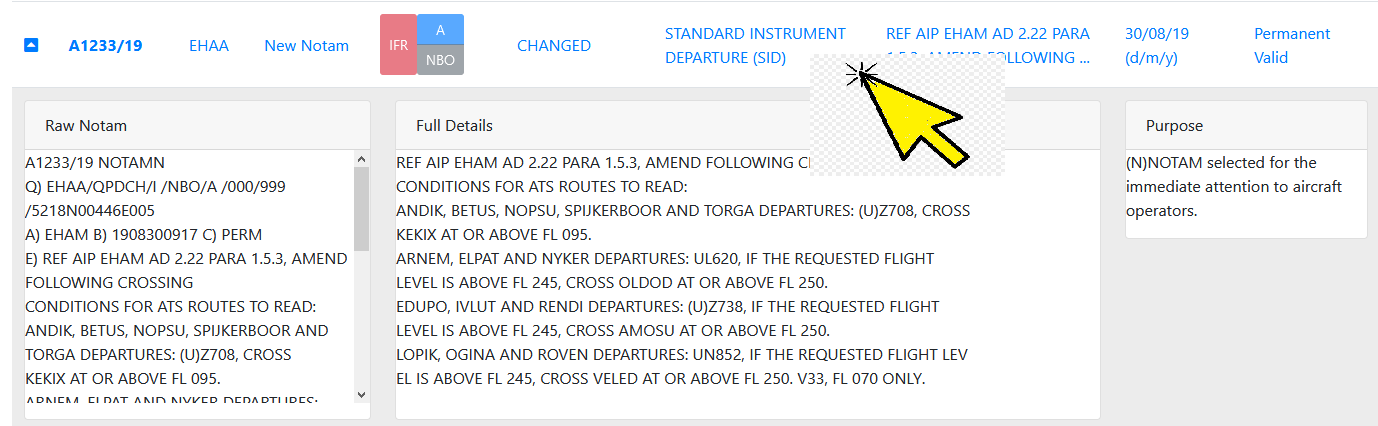 A1233/19
EHAA
New Notam
IFR
A
NBO
CHANGED
STANDARD INSTRUMENT
DEPARTURE (SID)
REF AIP EHAM AD 2.22 PARA
FOLLOWING ...
30/08/19
(d/m/y)
Permanent
Valid
Raw Notam
A1233/19 NOTAMN
Q) EHAA/QPDCH/I /NBO/A /000/999
/5218N00446E005
A) EHAM B) 1908300917 C) PERM
E) REF AIP EHAM AD 2.22 PARA 1.5.3, AMEND
FOLLOWING CROSSING
CONDITIONS FOR ATS ROUTES TO READ:
ANDIK, BETUS, NOPSU, SPIJKERBOOR AND
TORGA DEPARTURES: (U)Z708, CROSS
KEKIX AT OR ABOVE FL 095.
ARNEM, ELPAT AND NYKER DEPARTURES:
Full Details
REF AIP EHAM AD 2.22 PARA 1.5.3, AMEND FOLLOWING
CONDITIONS FOR ATS ROUTES TO READ:
ANDIK, BETUS, NOPSU, SPIJKERBOOR AND TORGA DEPARTURES: (U)Z708, CROSS
KEKIX AT OR ABOVE FL 095.
ARNEM, ELPAT AND NYKER DEPARTURES: UL620, IF THE REQUESTED FLIGHT
LEVEL IS ABOVE FL 245, CROSS OLDOD AT OR ABOVE FL 250.
EDUPO, IVLUT AND RENDI DEPARTURES: (U)Z738, IF THE REQUESTED FLIGHT
LEVEL IS ABOVE FL 245, CROSS AMOSU AT OR ABOVE FL 250.
LOPIK, OGINA AND ROVEN DEPARTURES: UN852, IF THE REQUESTED FLIGHT LEV
EL IS ABOVE FL 245, CROSS VELED AT OR ABOVE FL 250. V33, FL 070 ONLY.
Purpose
(N)NOTAM selected for the
immediate attention to aircraft
operators.